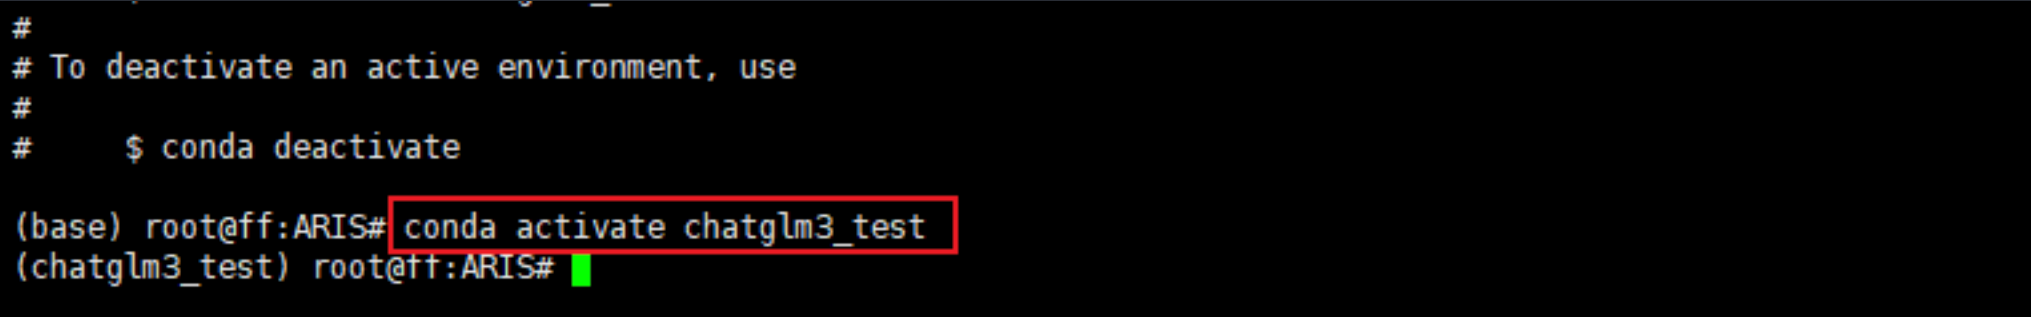 #
# To deactivate an active environment, use
#
#     $ conda deactivate
(base) root@ff:ARIS# conda activate chatglm3_test
(chatglm3_test) root@ff:ARIS#